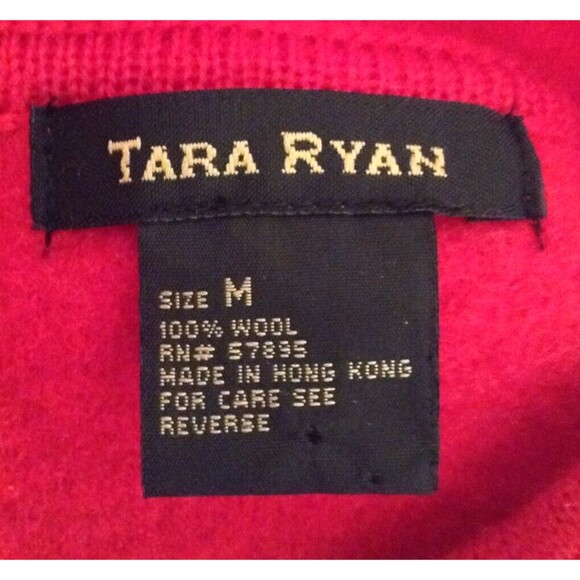 TARA RYAN
SIZE M
100% WOOL
RN# 57895
MADE IN HONG KONG
FOR CARE SEE
REVERSE